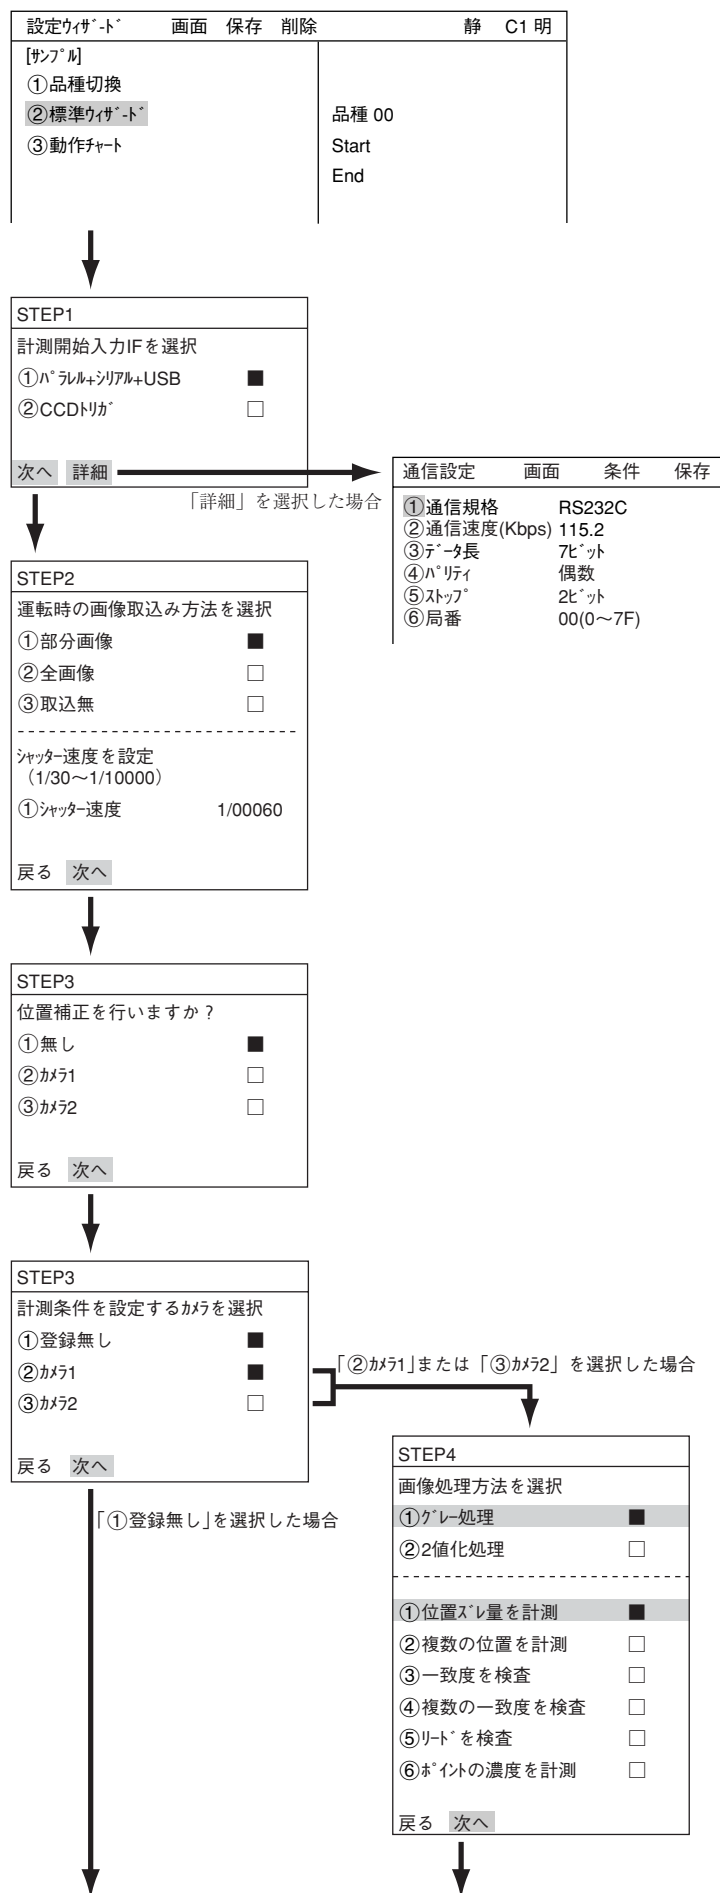 設定ウィザード 画面 保存 削除 静 C1 明
[ｻﾝﾌﾟﾙ]
①品種切換
②標準ｳｨｻﾞｰﾄﾞ 品種 00
③動作ﾁｬｰﾄ Start
End
STEP1
計測開始入力IFを選択
①ﾊﾟﾗﾚﾙ+ｼﾘｱﾙ+USB ■
②CCDﾄﾘｶﾞ □
次へ 詳細
「詳細」を選択した場合
通信設定 画面 条件 保存
①通信規格 RS232C
②通信速度(Kbps) 115.2
③ﾃﾞｰﾀ長 7ﾋﾞｯﾄ
④ﾊﾟﾘﾃｨ 偶数
⑤ｽﾄｯﾌﾟ 2ﾋﾞｯﾄ
⑥局番 00(0～7F)
STEP2
運転時の画像取込み方法を選択
①部分画像 ■
②全画像 □
③取込無 □
ｼｬｯﾀｰ速度を設定
（1/30～1/10000）
①ｼｬｯﾀｰ速度 1/00060
戻る 次へ
STEP3
位置補正を行いますか？
①無し ■
②ｶﾒﾗ1 □
③ｶﾒﾗ2 □
戻る 次へ
STEP3
計測条件を設定するｶﾒﾗを選択
①登録無し ■
②ｶﾒﾗ1 ■
③ｶﾒﾗ2 □
戻る 次へ
「②ｶﾒﾗ1」または「③ｶﾒﾗ2」を選択した場合
「①登録無し」を選択した場合
STEP4
画像処理方法を選択
①ｸﾞﾚｰ処理 ■
②2値化処理 □
①位置ｽﾞﾚ量を計測 ■
②複数の位置を計測 □
③一致度を検査 □
④複数の一致度を検査 □
⑤ﾘｰﾄﾞを検査 □
⑥ﾎﾟｲﾝﾄの濃度を計測 □
戻る 次へ